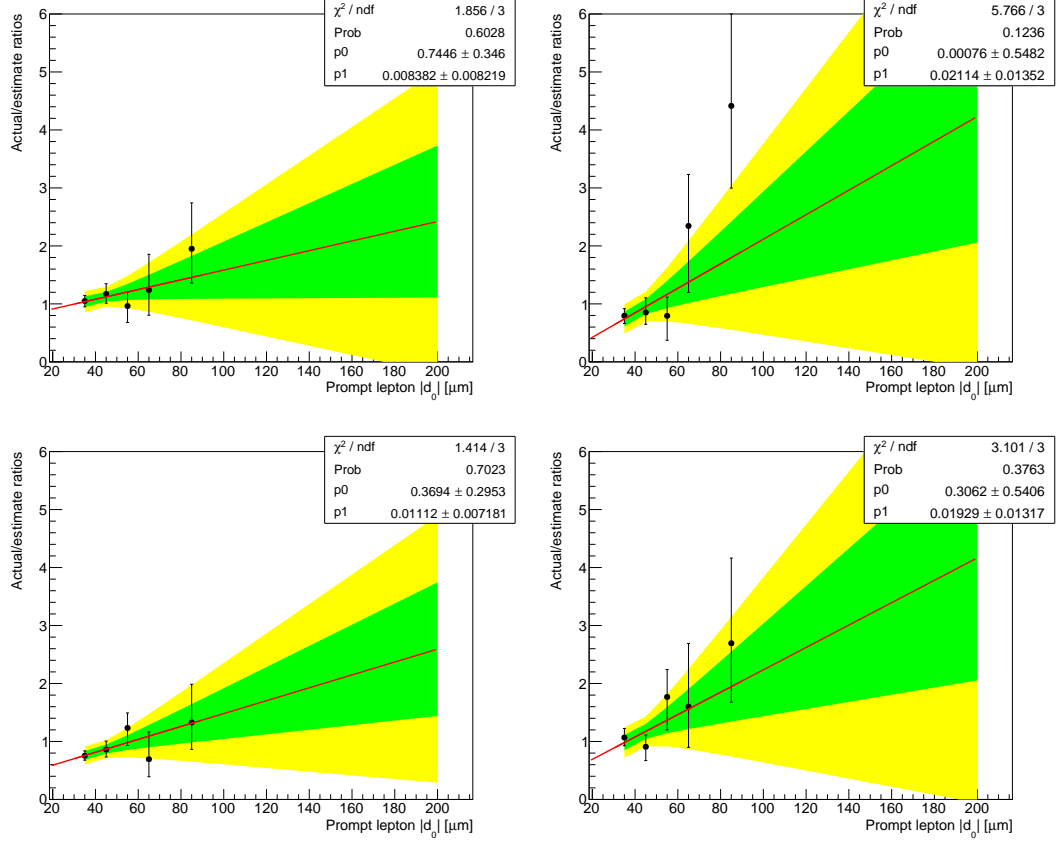 χ² / ndf 1.856 / 3
Prob 0.6028
p0 0.7446 ± 0.346
p1 0.008382 ± 0.008219
Actual/estimate ratios
6
5
4
3
2
1
0
20 40 60 80 100 120 140 160 180 200
Prompt lepton |d₀| [μm]
χ² / ndf 5.766 / 3
Prob 0.1236
p0 0.00076 ± 0.5482
p1 0.02114 ± 0.01352
Actual/estimate ratios
6
5
4
3
2
1
0
20 40 60 80 100 120 140 160 180 200
Prompt lepton |d₀| [μm]
χ² / ndf 1.414 / 3
Prob 0.7023
p0 0.3694 ± 0.2953
p1 0.01112 ± 0.007181
Actual/estimate ratios
6
5
4
3
2
1
0
20 40 60 80 100 120 140 160 180 200
Prompt lepton |d₀| [μm]
χ² / ndf 3.101 / 3
Prob 0.3763
p0 0.3062 ± 0.5406
p1 0.01929 ± 0.01317
Actual/estimate ratios
6
5
4
3
2
1
0
20 40 60 80 100 120 140 160 180 200
Prompt lepton |d₀| [μm]